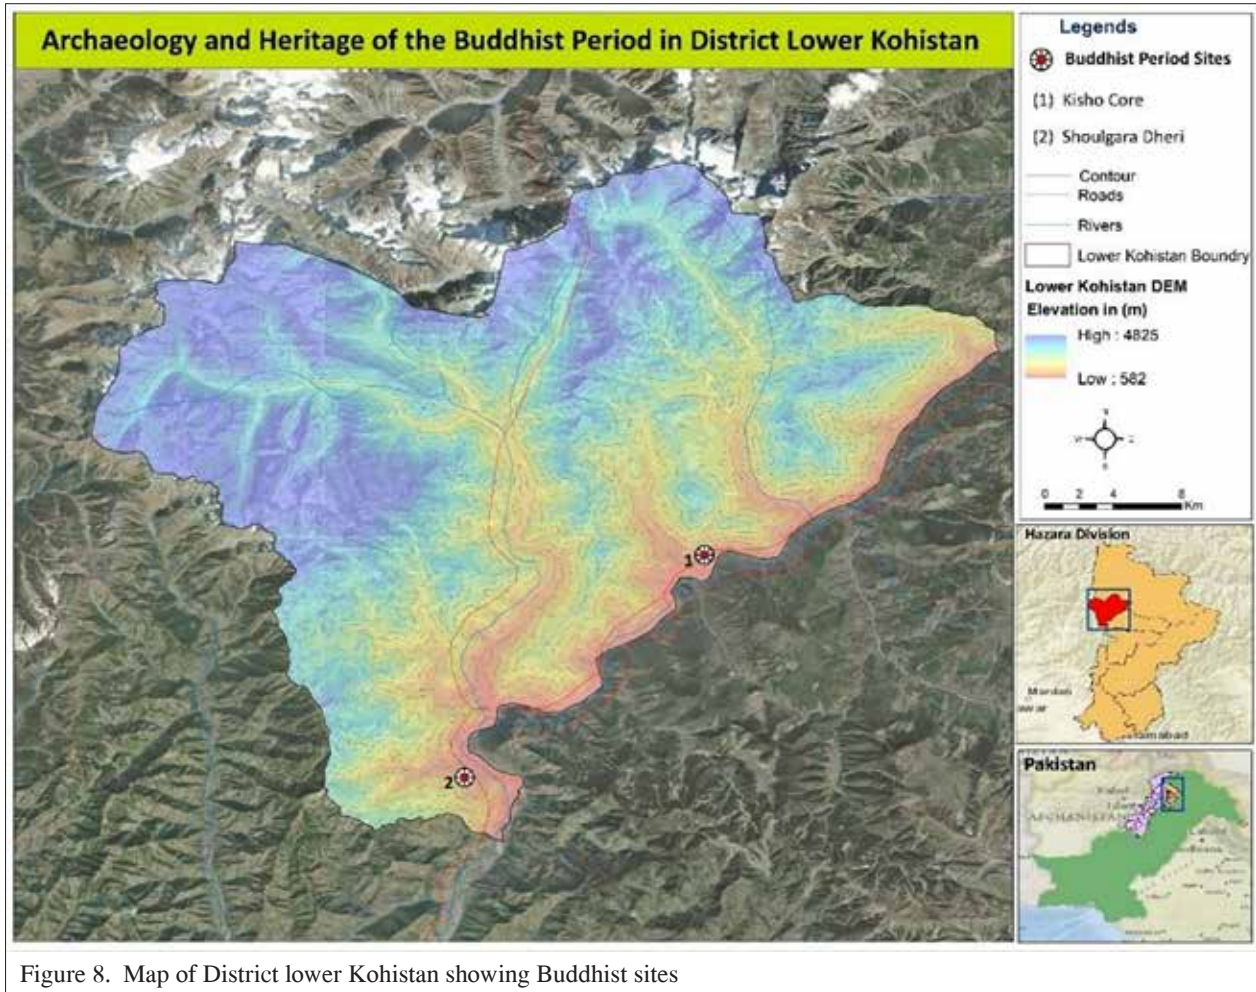 Archaeology and Heritage of the Buddhist Period in District Lower Kohistan
Legends
Buddhist Period Sites
(1) Kisho Core
(2) Shoulgara Dheri
Contour
Roads
Rivers
Lower Kohistan Boundry
Lower Kohistan DEM
Elevation in (m)
High : 4825
Low : 582
N
0 2 4 8
Km
1
2
Hazara Division
Mardan
awar
Pakistan
AFGHANISTAN
Figure 8. Map of District lower Kohistan showing Buddhist sites